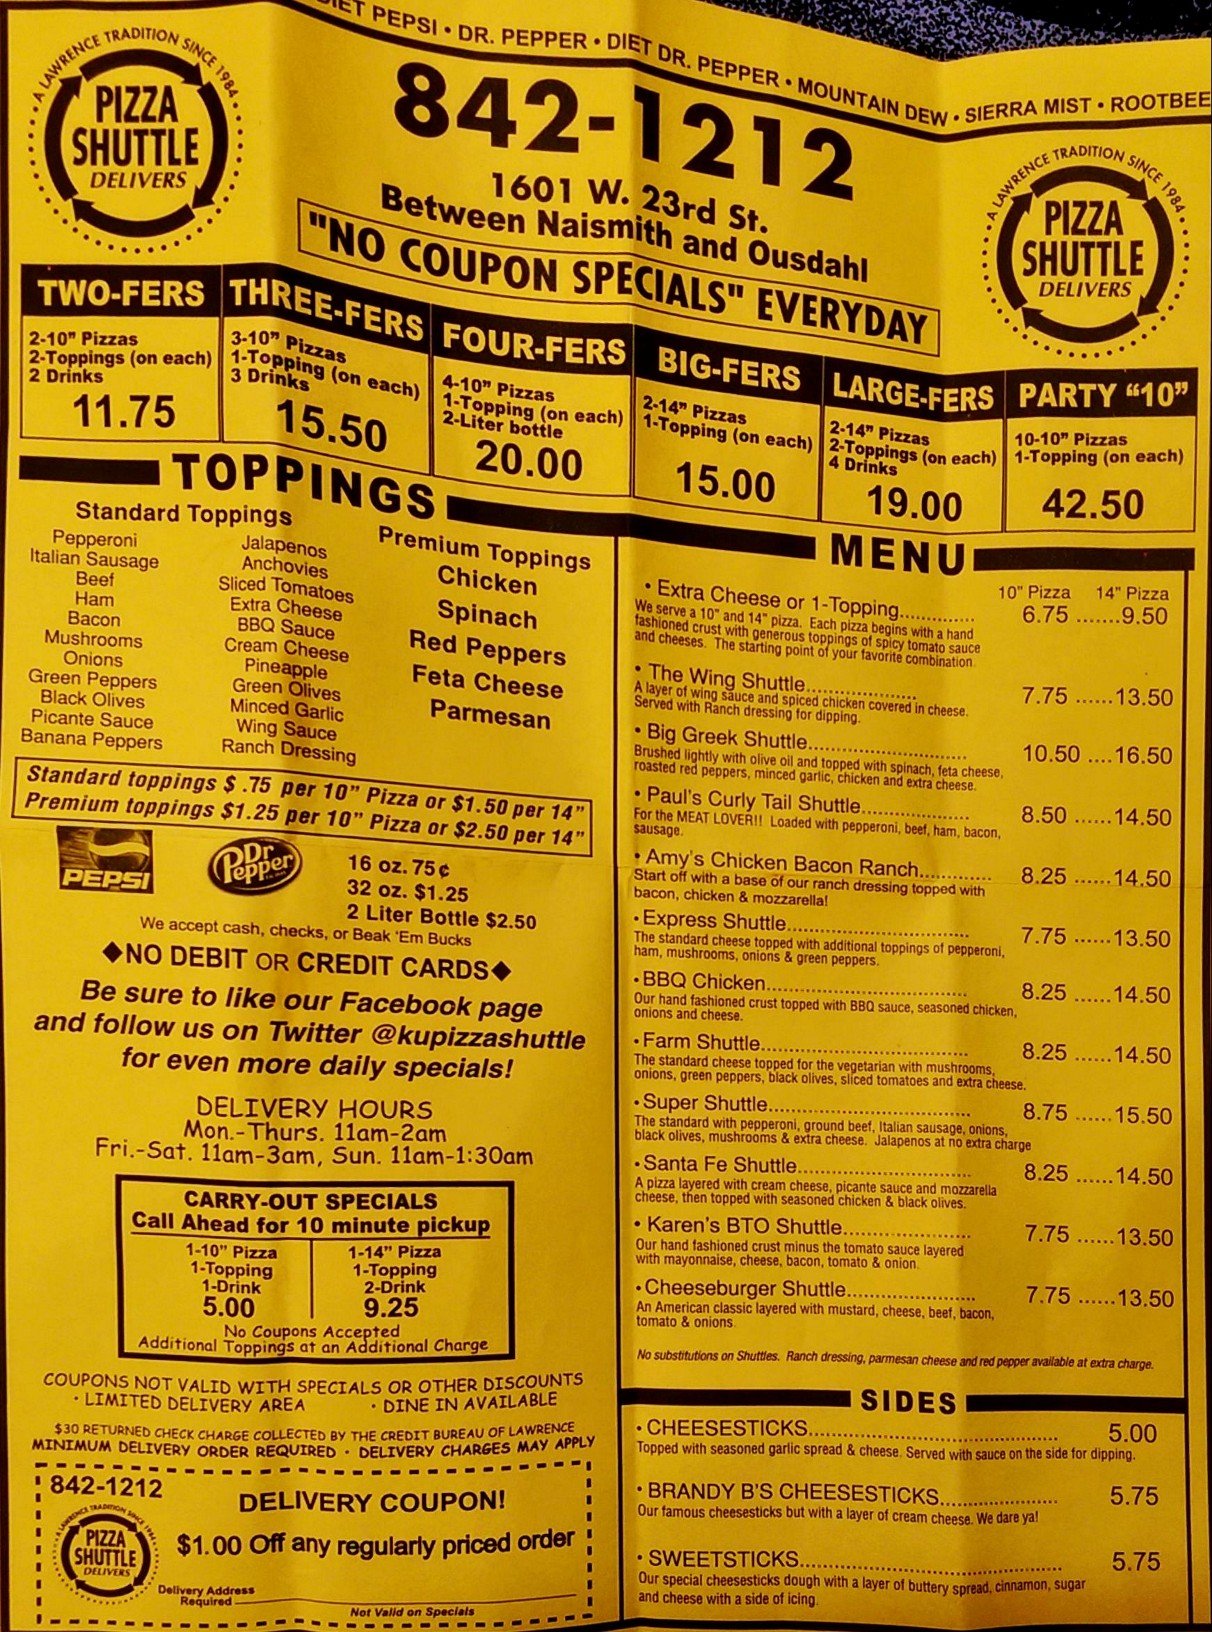 DIET PEPSI • DR. PEPPER • DIET DR. PEPPER • MOUNTAIN DEW • SIERRA MIST • ROOTBEE
• A LAWRENCE TRADITION SINCE 1984 •
PIZZA
SHUTTLE
DELIVERS
842-1212
1601 W. 23rd St.
Between Naismith and Ousdahl
"NO COUPON SPECIALS" EVERYDAY
• A LAWRENCE TRADITION SINCE 1984 •
PIZZA
SHUTTLE
DELIVERS
TWO-FERS
2-10" Pizzas
2-Toppings (on each)
2 Drinks
11.75
THREE-FERS
3-10" Pizzas
1-Topping (on each)
3 Drinks
15.50
FOUR-FERS
4-10" Pizzas
1-Topping (on each)
2-Liter bottle
20.00
BIG-FERS
2-14" Pizzas
1-Topping (on each)
15.00
LARGE-FERS
2-14" Pizzas
2-Toppings (on each)
4 Drinks
19.00
PARTY "10"
10-10" Pizzas
1-Topping (on each)
42.50
TOPPINGS
Standard Toppings
Pepperoni
Italian Sausage
Beef
Ham
Bacon
Mushrooms
Onions
Green Peppers
Black Olives
Picante Sauce
Banana Peppers
Jalapenos
Anchovies
Sliced Tomatoes
Extra Cheese
BBQ Sauce
Cream Cheese
Pineapple
Green Olives
Minced Garlic
Wing Sauce
Ranch Dressing
Premium Toppings
Chicken
Spinach
Red Peppers
Feta Cheese
Parmesan
Standard toppings $ .75 per 10" Pizza or $1.50 per 14"
Premium toppings $1.25 per 10" Pizza or $2.50 per 14"
PEPSI
Dr Pepper
16 oz. 75¢
32 oz. $1.25
2 Liter Bottle $2.50
We accept cash, checks, or Beak 'Em Bucks
◆NO DEBIT OR CREDIT CARDS◆
Be sure to like our Facebook page
and follow us on Twitter @kupizzashuttle
for even more daily specials!
DELIVERY HOURS
Mon.-Thurs. 11am-2am
Fri.-Sat. 11am-3am, Sun. 11am-1:30am
CARRY-OUT SPECIALS
Call Ahead for 10 minute pickup
1-10" Pizza
1-Topping
1-Drink
5.00
1-14" Pizza
1-Topping
2-Drink
9.25
No Coupons Accepted
Additional Toppings at an Additional Charge
COUPONS NOT VALID WITH SPECIALS OR OTHER DISCOUNTS
• LIMITED DELIVERY AREA • DINE IN AVAILABLE
$30 RETURNED CHECK CHARGE COLLECTED BY THE CREDIT BUREAU OF LAWRENCE
MINIMUM DELIVERY ORDER REQUIRED • DELIVERY CHARGES MAY APPLY
842-1212
• A LAWRENCE TRADITION SINCE 1984 •
PIZZA
SHUTTLE
DELIVERS
DELIVERY COUPON!
$1.00 Off any regularly priced order
Delivery Address
Required
Not Valid on Specials
MENU
10" Pizza 14" Pizza
• Extra Cheese or 1-Topping.............. 6.75 .......9.50
We serve a 10" and 14" pizza. Each pizza begins with a hand
fashioned crust with generous toppings of spicy tomato sauce
and cheeses. The starting point of your favorite combination.
• The Wing Shuttle.................... 7.75 ......13.50
A layer of wing sauce and spiced chicken covered in cheese.
Served with Ranch dressing for dipping.
• Big Greek Shuttle............................. 10.50 ....16.50
Brushed lightly with olive oil and topped with spinach, feta cheese,
roasted red peppers, minced garlic, chicken and extra cheese.
• Paul's Curly Tail Shuttle.................... 8.50 ......14.50
For the MEAT LOVER!! Loaded with pepperoni, beef, ham, bacon,
sausage.
• Amy's Chicken Bacon Ranch............. 8.25 ......14.50
Start off with a base of our ranch dressing topped with
bacon, chicken & mozzarella!
• Express Shuttle................................. 7.75 ......13.50
The standard cheese topped with additional toppings of pepperoni,
ham, mushrooms, onions & green peppers.
• BBQ Chicken..................................... 8.25 ......14.50
Our hand fashioned crust topped with BBQ sauce, seasoned chicken,
onions and cheese.
• Farm Shuttle...................................... 8.25 ......14.50
The standard cheese topped for the vegetarian with mushrooms,
onions, green peppers, black olives, sliced tomatoes and extra cheese.
• Super Shuttle..................................... 8.75 ......15.50
The standard with pepperoni, ground beef, Italian sausage, onions,
black olives, mushrooms & extra cheese. Jalapenos at no extra charge
• Santa Fe Shuttle................................ 8.25 ......14.50
A pizza layered with cream cheese, picante sauce and mozzarella
cheese, then topped with seasoned chicken & black olives.
• Karen's BTO Shuttle....................... 7.75 ......13.50
Our hand fashioned crust minus the tomato sauce layered
with mayonnaise, cheese, bacon, tomato & onion.
• Cheeseburger Shuttle....................... 7.75 ......13.50
An American classic layered with mustard, cheese, beef, bacon,
tomato & onions.
No substitutions on Shuttles. Ranch dressing, parmesan cheese and red pepper available at extra charge.
SIDES
• CHEESESTICKS............................................. 5.00
Topped with seasoned garlic spread & cheese. Served with sauce on the side for dipping.
• BRANDY B'S CHEESESTICKS..................... 5.75
Our famous cheesesticks but with a layer of cream cheese. We dare ya!
• SWEETSTICKS............................................... 5.75
Our special cheesesticks dough with a layer of buttery spread, cinnamon, sugar
and cheese with a side of icing.